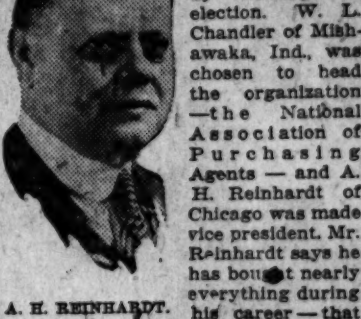 election. W. L.
Chandler of Mish-
awaka, Ind., was
chosen to head
the organization
—the National
Association of
Purchasing
Agents — and A.
H. Reinhardt of
Chicago was made
vice president. Mr.
Reinhardt says he
has bought nearly
everything during
his career — that
A. H. REINHARDT.